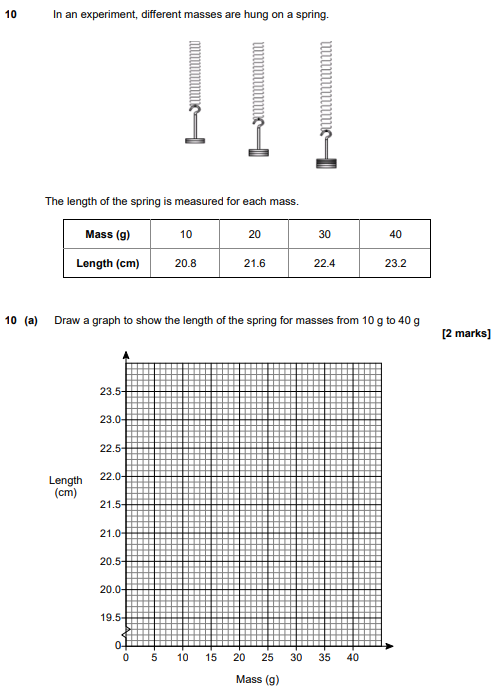 10 In an experiment, different masses are hung on a spring.
The length of the spring is measured for each mass.
Mass (g) 10 20 30 40
Length (cm) 20.8 21.6 22.4 23.2
10 (a) Draw a graph to show the length of the spring for masses from 10 g to 40 g
[2 marks]
23.5
23.0
22.5
22.0
Length
(cm)
21.5
21.0
20.5
20.0
19.5
0
0 5 10 15 20 25 30 35 40
Mass (g)